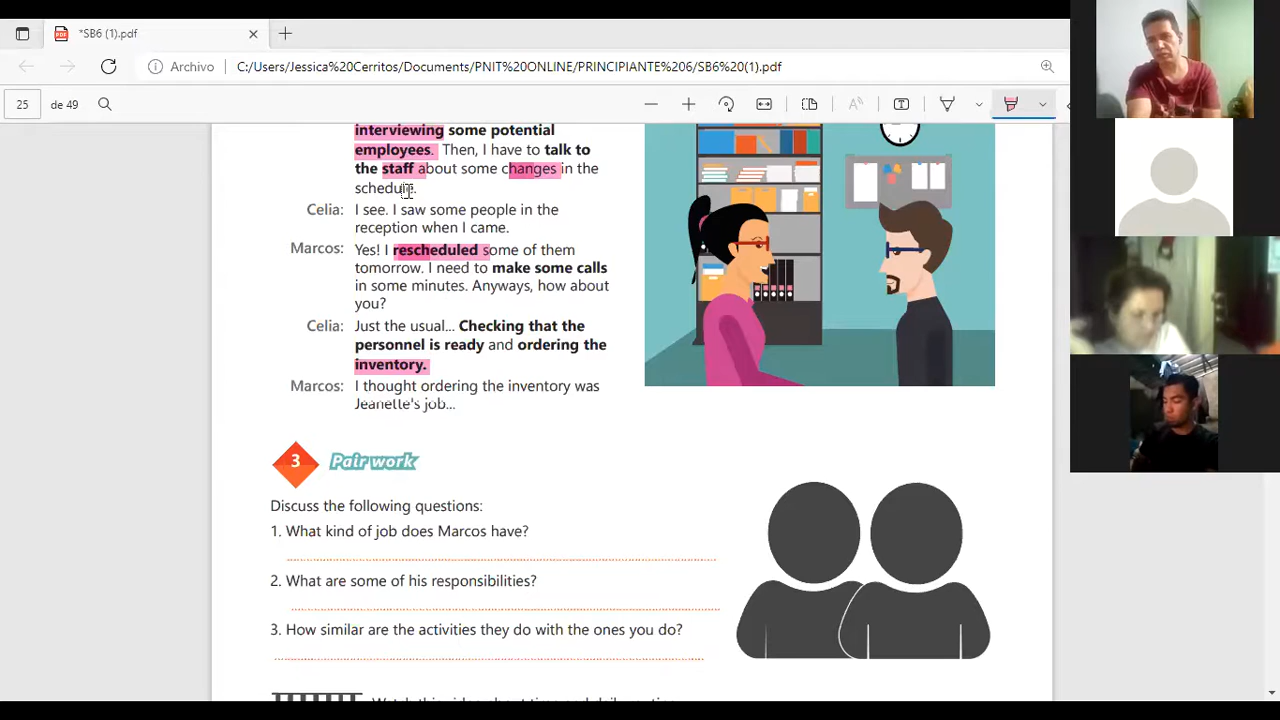 *SB6 (1).pdf
Archivo
C:/Users/Jessica%20Cerritos/Documents/PNIT%20ONLINE/PRINCIPIANTE%206/SB6%20(1).pdf
25
de 49
interviewing some potential
employees. Then, I have to talk to
the staff about some changes in the
schedule.
Celia: I see. I saw some people in the
reception when I came.
Marcos: Yes! I rescheduled some of them
tomorrow. I need to make some calls
in some minutes. Anyways, how about
you?
Celia: Just the usual... Checking that the
personnel is ready and ordering the
inventory.
Marcos: I thought ordering the inventory was
Jeanette's job...
3 Pair work
Discuss the following questions:
1. What kind of job does Marcos have?
2. What are some of his responsibilities?
3. How similar are the activities they do with the ones you do?